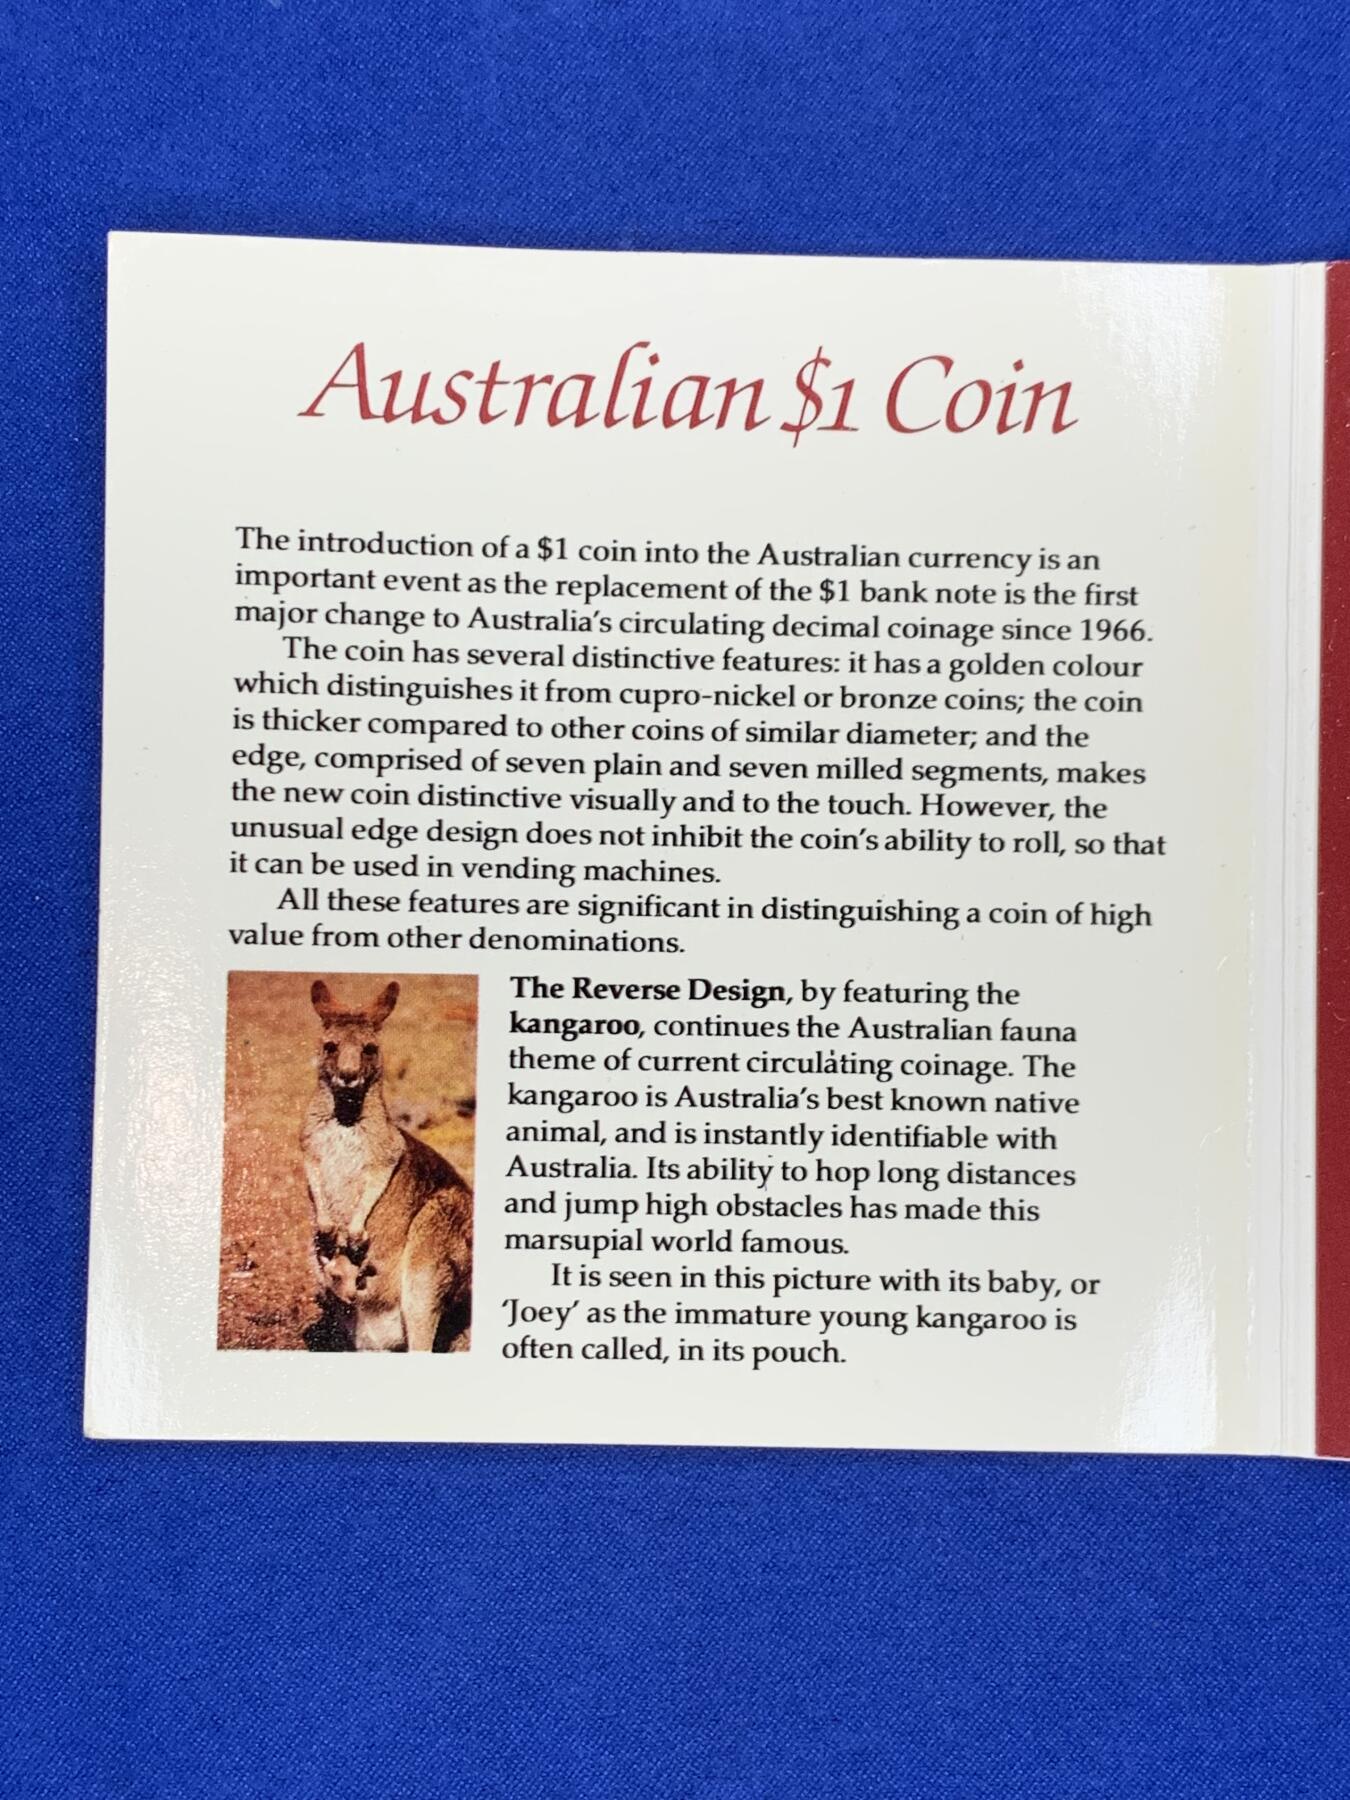 Australian $1 Coin
The introduction of a $1 coin into the Australian currency is an
important event as the replacement of the $1 bank note is the first
major change to Australia's circulating decimal coinage since 1966.
The coin has several distinctive features: it has a golden colour
which distinguishes it from cupro-nickel or bronze coins; the coin
is thicker compared to other coins of similar diameter; and the
edge, comprised of seven plain and seven milled segments, makes
the new coin distinctive visually and to the touch. However, the
unusual edge design does not inhibit the coin's ability to roll, so that
it can be used in vending machines.
All these features are significant in distinguishing a coin of high
value from other denominations.
The Reverse Design, by featuring the
kangaroo, continues the Australian fauna
theme of current circulating coinage. The
kangaroo is Australia's best known native
animal, and is instantly identifiable with
Australia. Its ability to hop long distances
and jump high obstacles has made this
marsupial world famous.
It is seen in this picture with its baby, or
'Joey' as the immature young kangaroo is
often called, in its pouch.